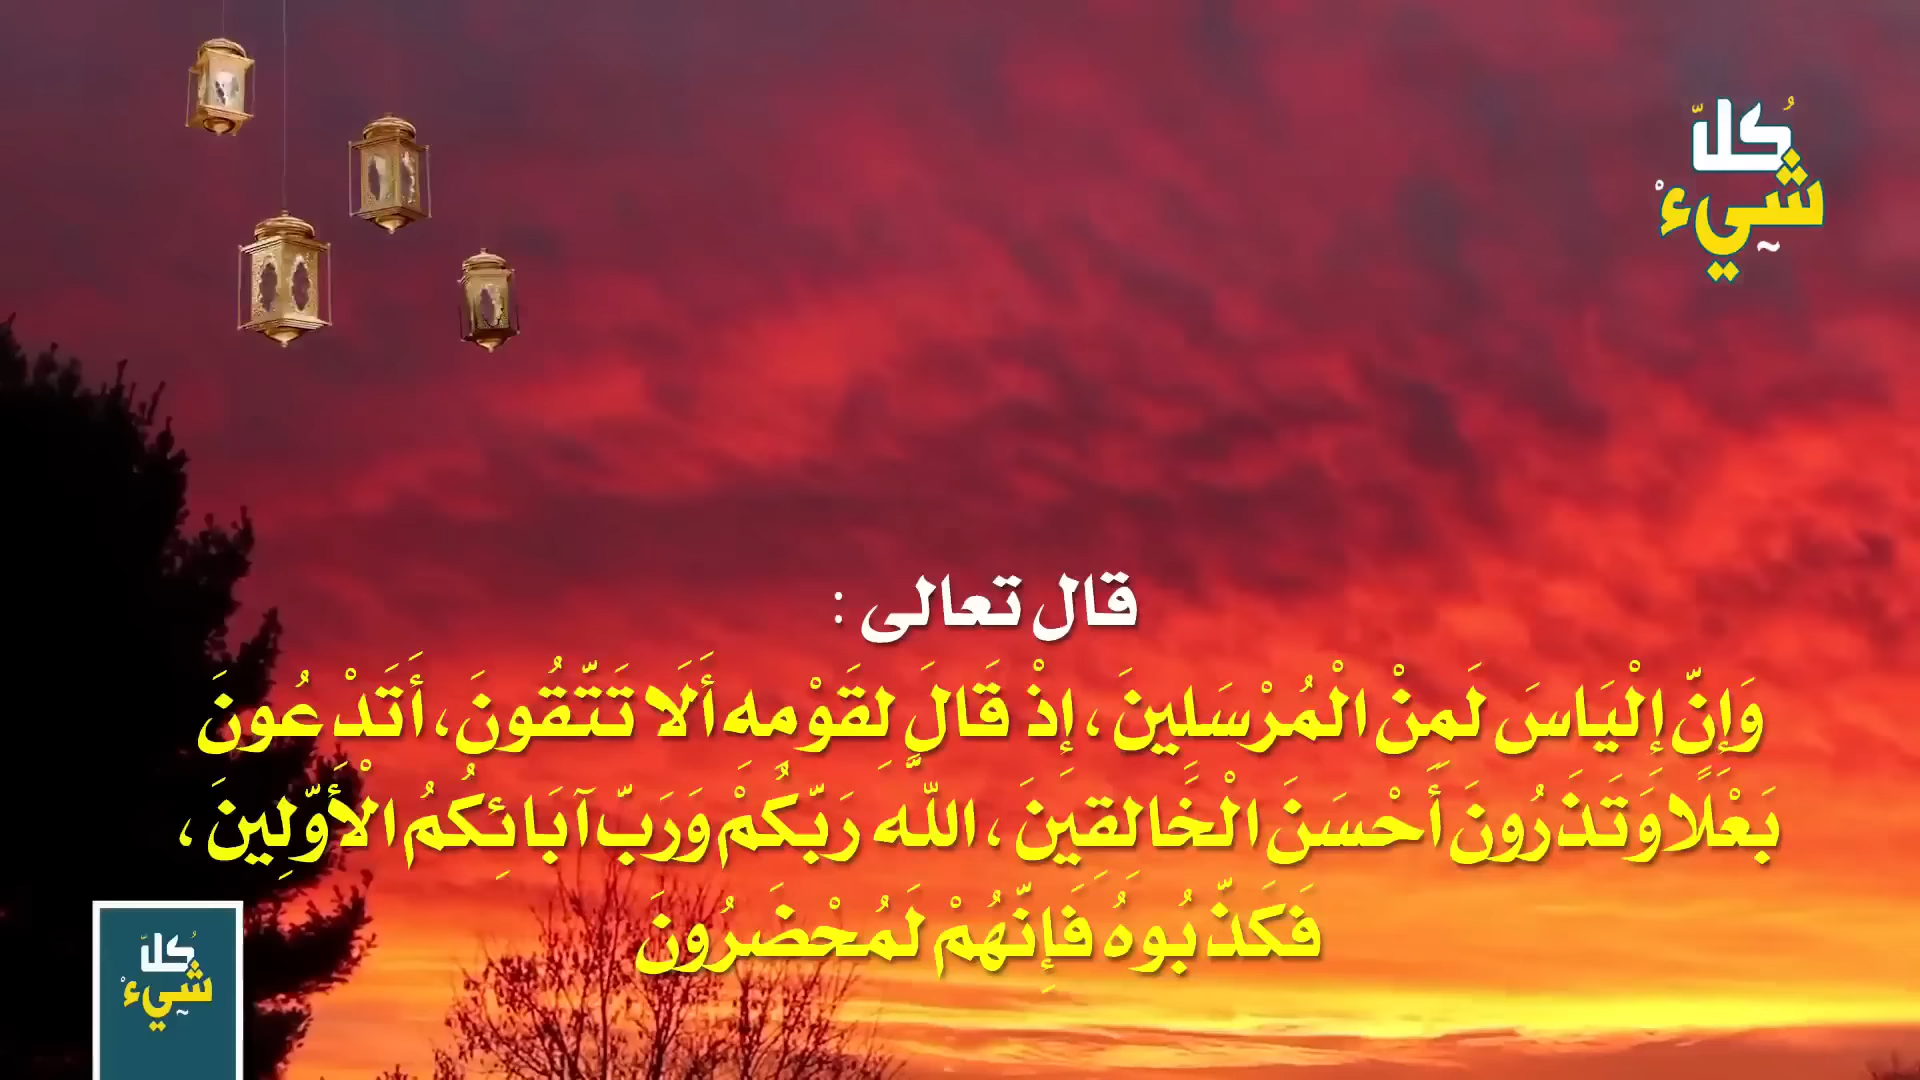 كُلّ
شَيْءٍ
قال تعالى :
وَإِنّ إِلْيَاسَ لَمِنْ الْمُرْسَلِينَ ، إِذْ قَالَ لِقَوْمِهِ أَلَا تَتّقُونَ، أَتَدْعُونَ
بَعْلًا وَتَذَرُونَ أَحْسَنَ الْخَالِقِينَ ، اللّهَ رَبّكُمْ وَرَبّ آبَائِكُمُ الْأَوّلِينَ ،
فَكَذّبُوهُ فَإِنّهُمْ لَمُحْضَرُونَ
كُلّ
شَيْءٍ